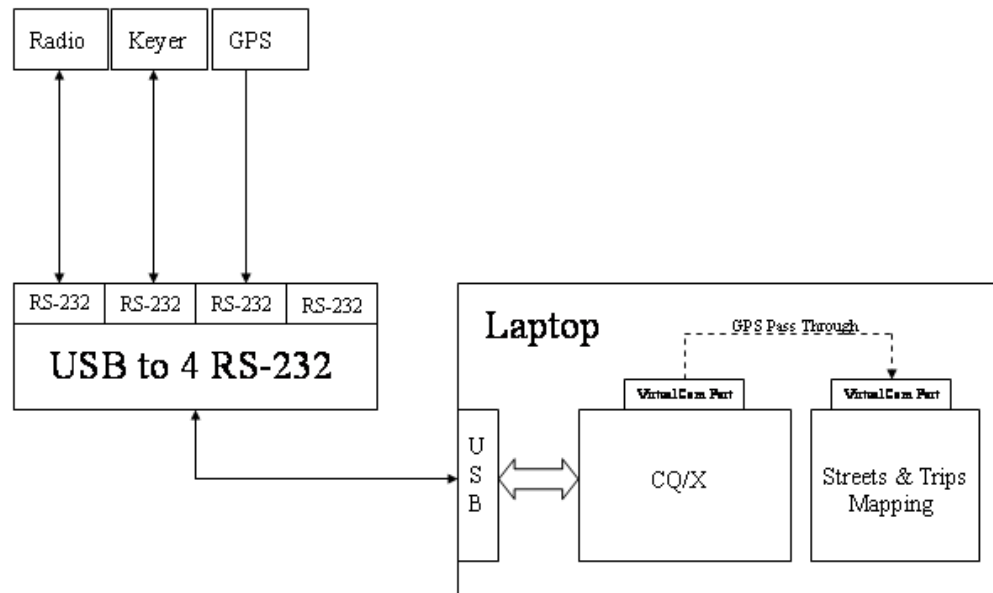 Radio
Keyer
GPS
RS-232
RS-232
RS-232
RS-232
USB to 4 RS-232
Laptop
GPS Pass Through
Virtual Com Port
Virtual Com Port
U
S
B
CQ/X
Streets & Trips
Mapping